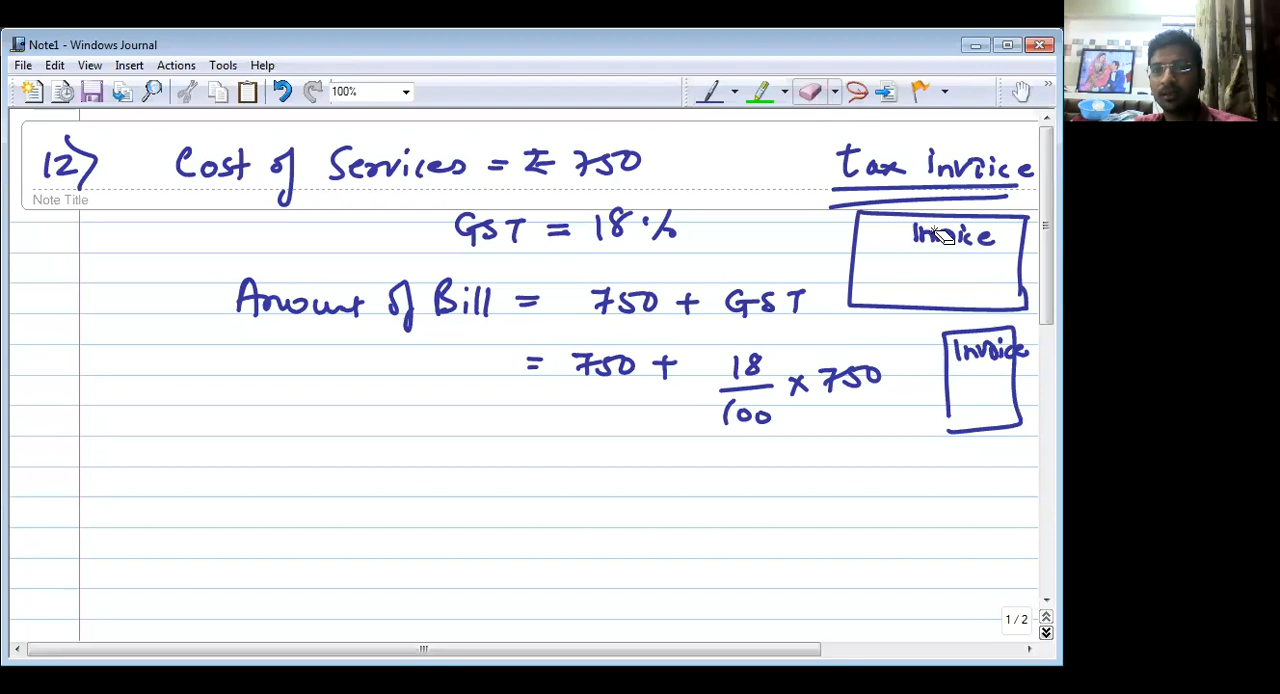 Note1 - Windows Journal
File Edit View Insert Actions Tools Help
100%
12) Cost of Services = ₹ 750
tax invoice
Note Title
GST = 18 %
Invoice
Amount of Bill = 750 + GST
= 750 + 18/100 × 750
Invoice
1 / 2